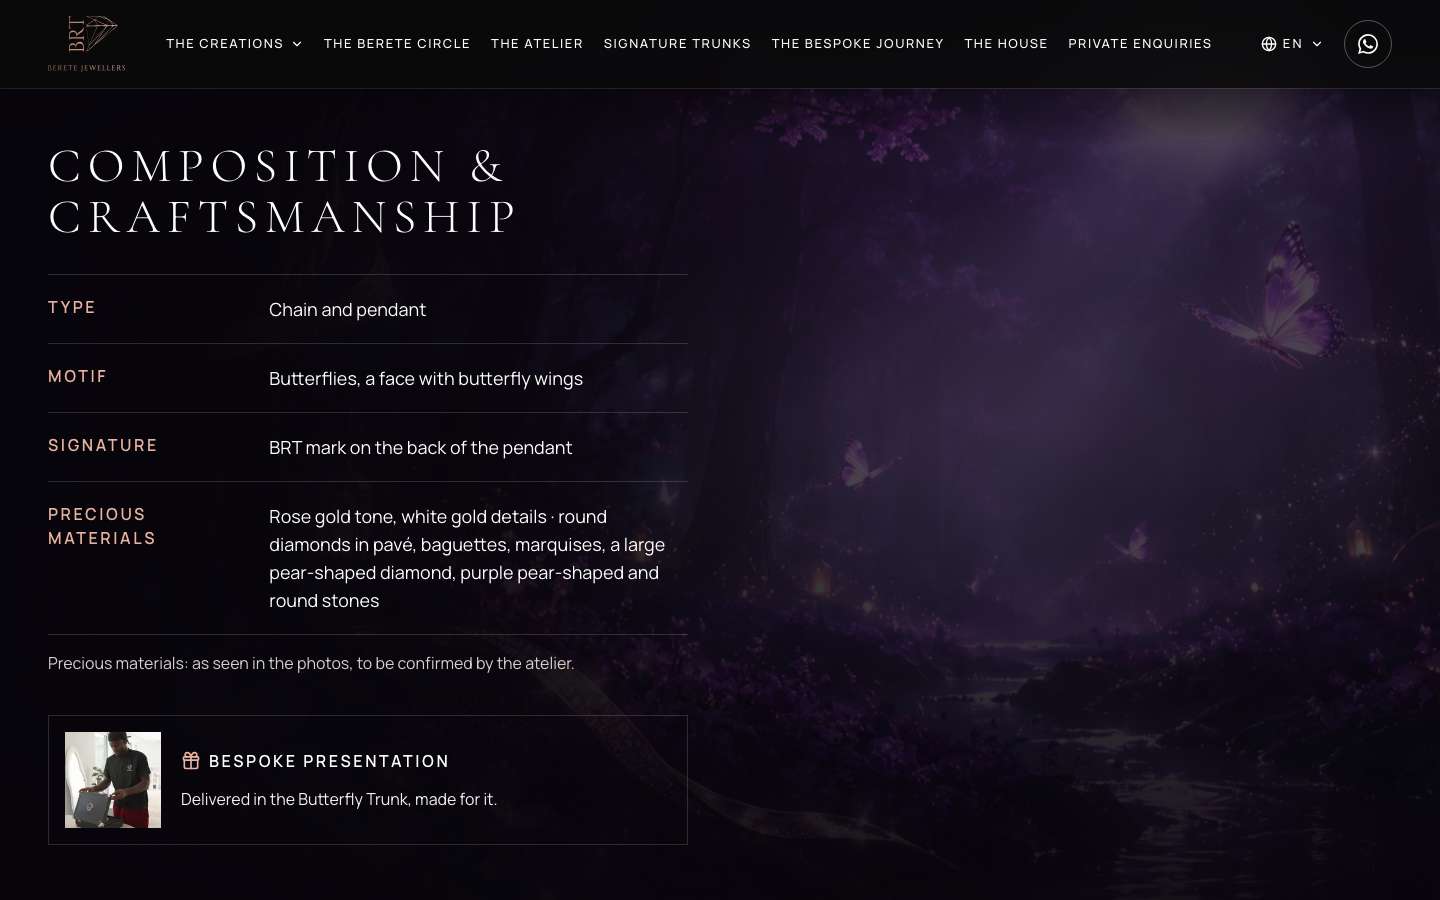 BRT
BERETE JEWELLERS
THE CREATIONS
THE BERETE CIRCLE
THE ATELIER
SIGNATURE TRUNKS
THE BESPOKE JOURNEY
THE HOUSE
PRIVATE ENQUIRIES
EN
COMPOSITION &
CRAFTSMANSHIP
TYPE
Chain and pendant
MOTIF
Butterflies, a face with butterfly wings
SIGNATURE
BRT mark on the back of the pendant
PRECIOUS
MATERIALS
Rose gold tone, white gold details · round
diamonds in pavé, baguettes, marquises, a large
pear-shaped diamond, purple pear-shaped and
round stones
Precious materials: as seen in the photos, to be confirmed by the atelier.
BESPOKE PRESENTATION
Delivered in the Butterfly Trunk, made for it.